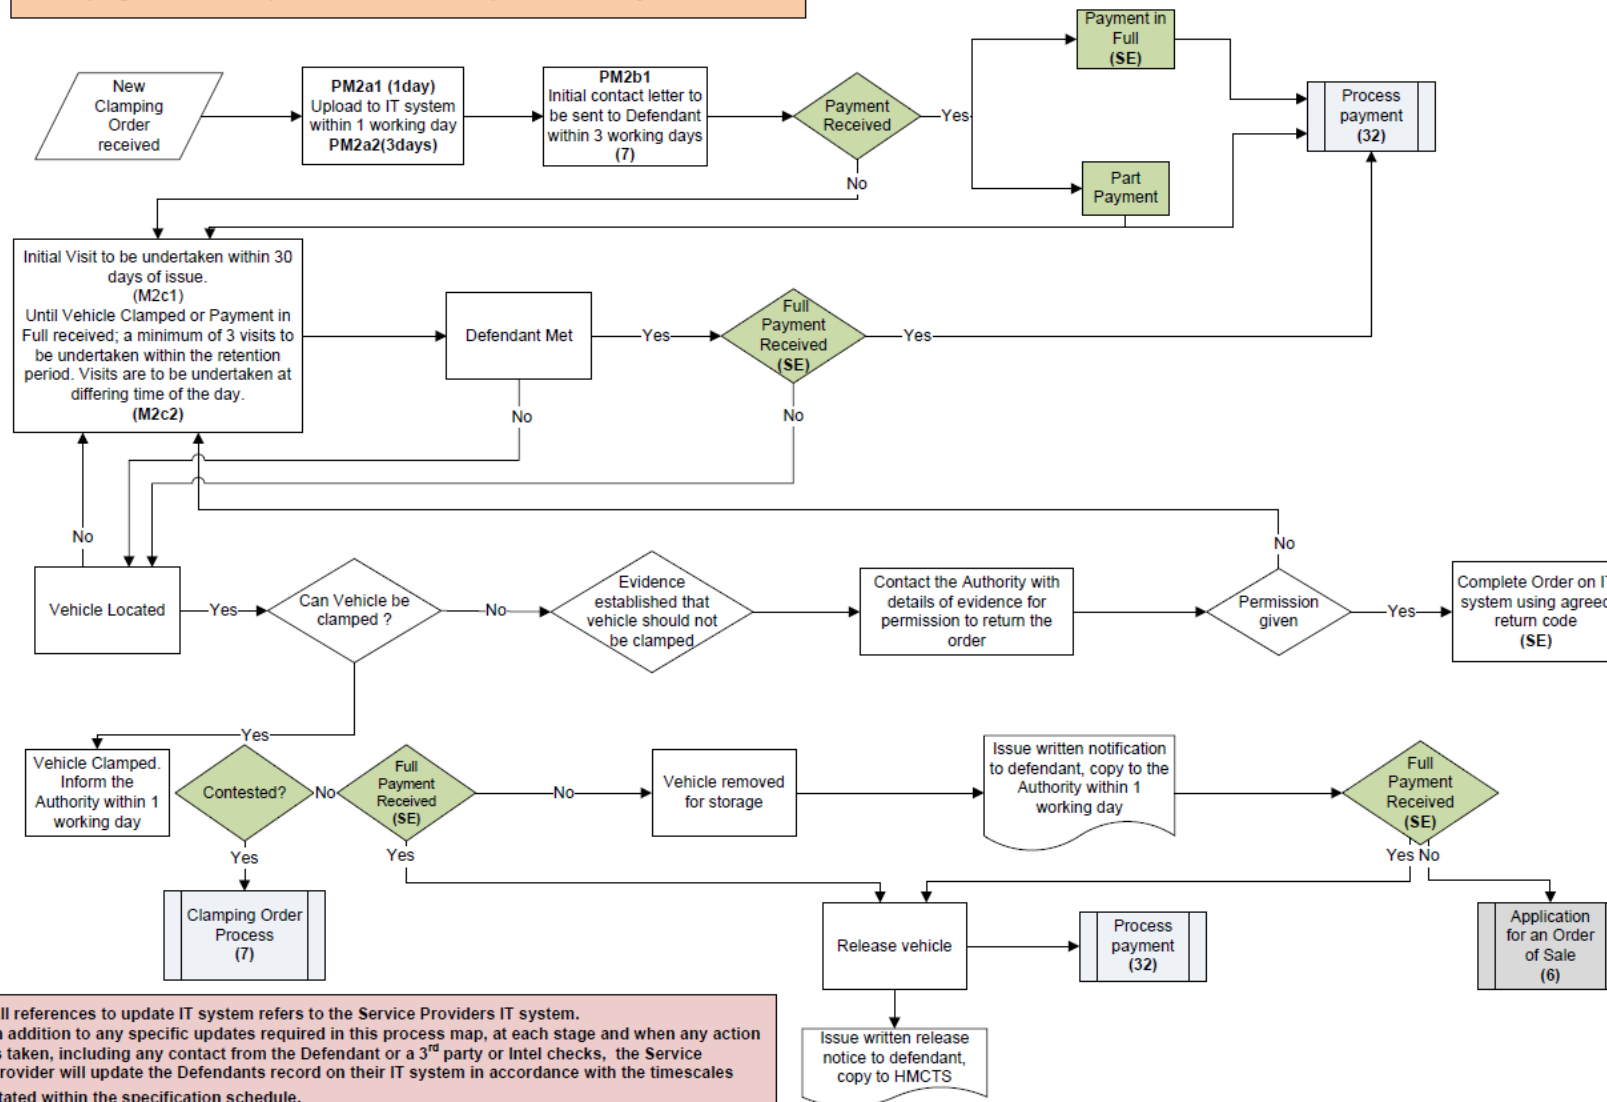 New
Clamping
Order
received
PM2a1 (1day)
Upload to IT system
within 1 working day
PM2a2(3days)
PM2b1
Initial contact letter to
be sent to Defendant
within 3 working days
(7)
Payment
Received
Yes
No
Payment in
Full
(SE)
Part
Payment
Process
payment
(32)
Initial Visit to be undertaken within 30
days of issue.
(M2c1)
Until Vehicle Clamped or Payment in
Full received; a minimum of 3 visits to
be undertaken within the retention
period. Visits are to be undertaken at
differing time of the day.
(M2c2)
Defendant Met
Yes
No
Full
Payment
Received
(SE)
Yes
No
No
Vehicle Located
Yes
Can Vehicle be
clamped ?
No
Evidence
established that
vehicle should not
be clamped
Contact the Authority with
details of evidence for
permission to return the
order
No
Permission
given
Yes
Complete Order on IT
system using agreed
return code
(SE)
Yes
Vehicle Clamped.
Inform the
Authority within 1
working day
Contested?
No
Yes
Clamping Order
Process
(7)
Full
Payment
Received
(SE)
No
Yes
Vehicle removed
for storage
Issue written notification
to defendant, copy to the
Authority within 1
working day
Full
Payment
Received
(SE)
Yes No
Release vehicle
Process
payment
(32)
Application
for an Order
of Sale
(6)
Issue written release
notice to defendant,
copy to HMCTS
ll references to update IT system refers to the Service Providers IT system.
n addition to any specific updates required in this process map, at each stage and when any action
s taken, including any contact from the Defendant or a 3rd party or Intel checks, the Service
rovider will update the Defendants record on their IT system in accordance with the timescales
tated within the specification schedule.